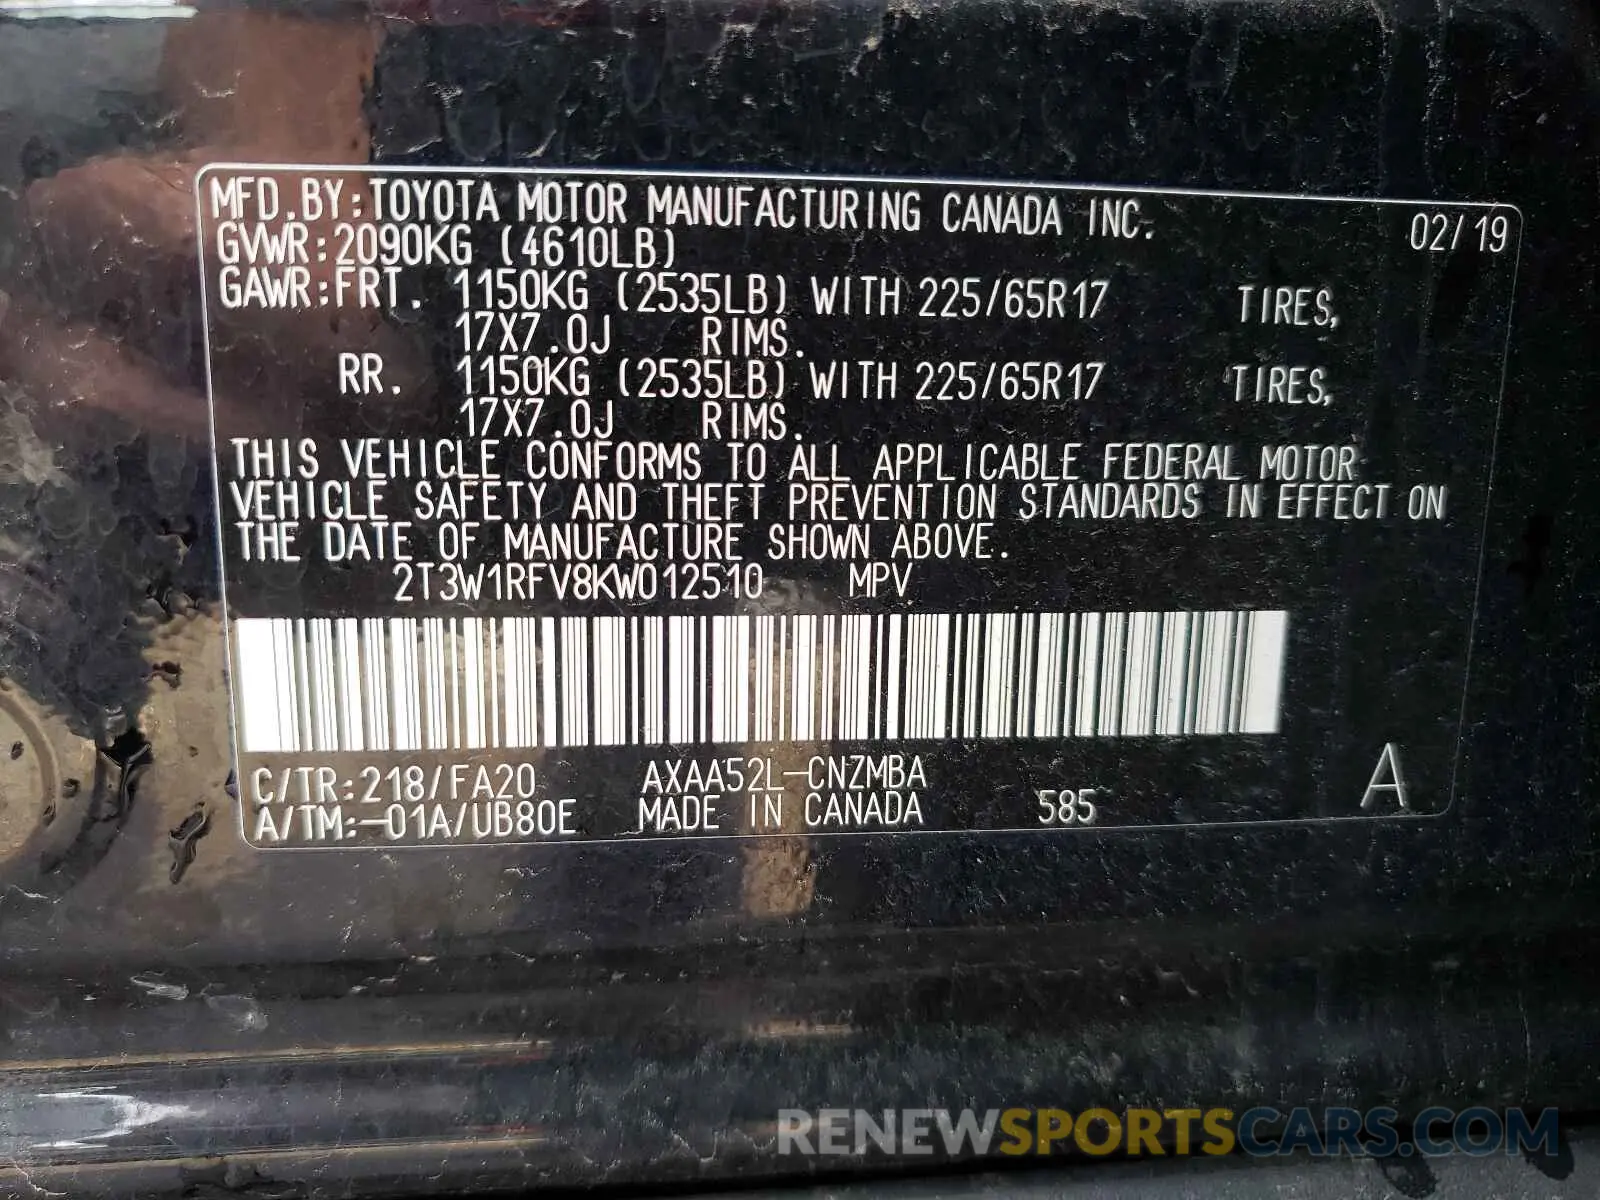 MFD.BY:TOYOTA MOTOR MANUFACTURING CANADA INC. 02/19
GVWR:2090KG (4610LB)
GAWR:FRT. 1150KG (2535LB) WITH 225/65R17 TIRES,
17X7.0J RIMS.
RR. 1150KG (2535LB) WITH 225/65R17 TIRES,
17X7.0J RIMS.
THIS VEHICLE CONFORMS TO ALL APPLICABLE FEDERAL MOTOR
VEHICLE SAFETY AND THEFT PREVENTION STANDARDS IN EFFECT ON
THE DATE OF MANUFACTURE SHOWN ABOVE.
2T3W1RFV8KW012510 MPV
C/TR:218/FA20 AXAA52L-CNZMBA A
A/TM:-01A/UB80E MADE IN CANADA 585
RENEWSPORTSCARS.COM